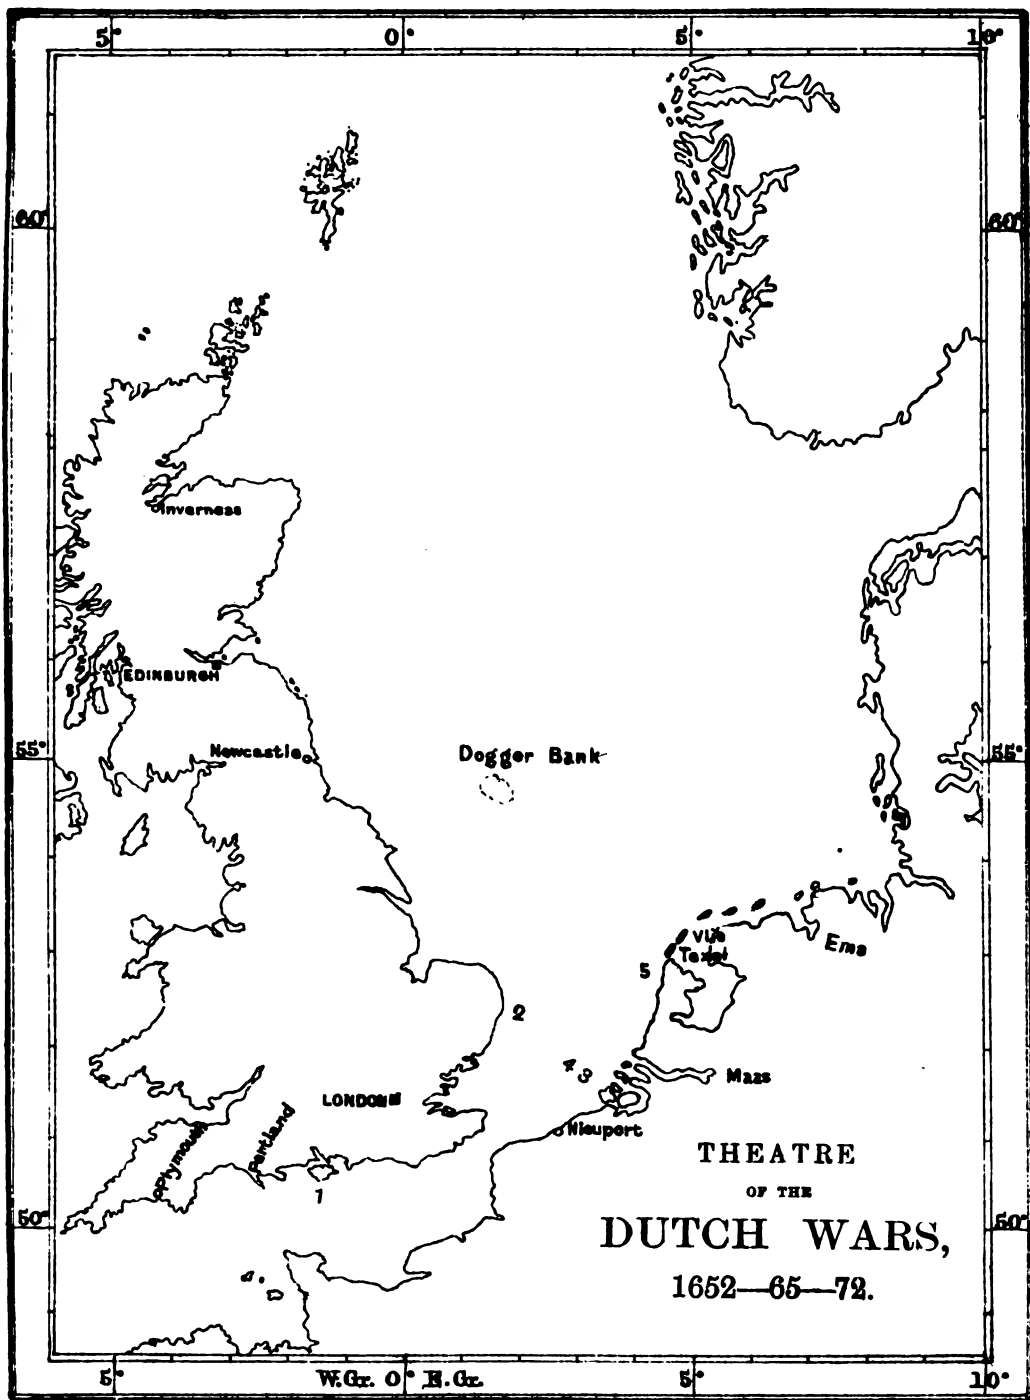 5° 0° 5° 10°
60° 60°
Inverness
EDINBURGH
Newcastle
Dogger Bank
55° 55°
Vlie
Texel
Ems
5
2
4 3
Maas
LONDON
Plymouth
Portland
Nieuport
1
THEATRE
OF THE
DUTCH WARS,
1652—65—72.
50° 50°
5° W.Gr. 0° E.Gr. 5° 10°